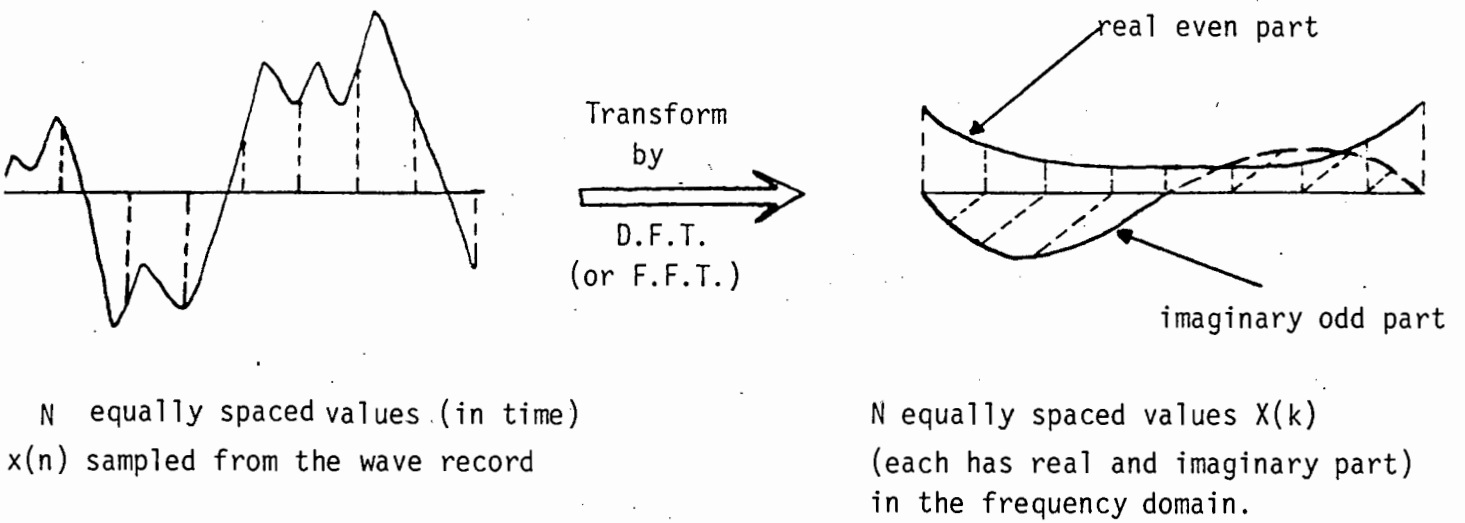 real even part
Transform
by
D.F.T.
(or F.F.T.)
imaginary odd part
N equally spaced values (in time)
x(n) sampled from the wave record
N equally spaced values X(k)
(each has real and imaginary part)
in the frequency domain.